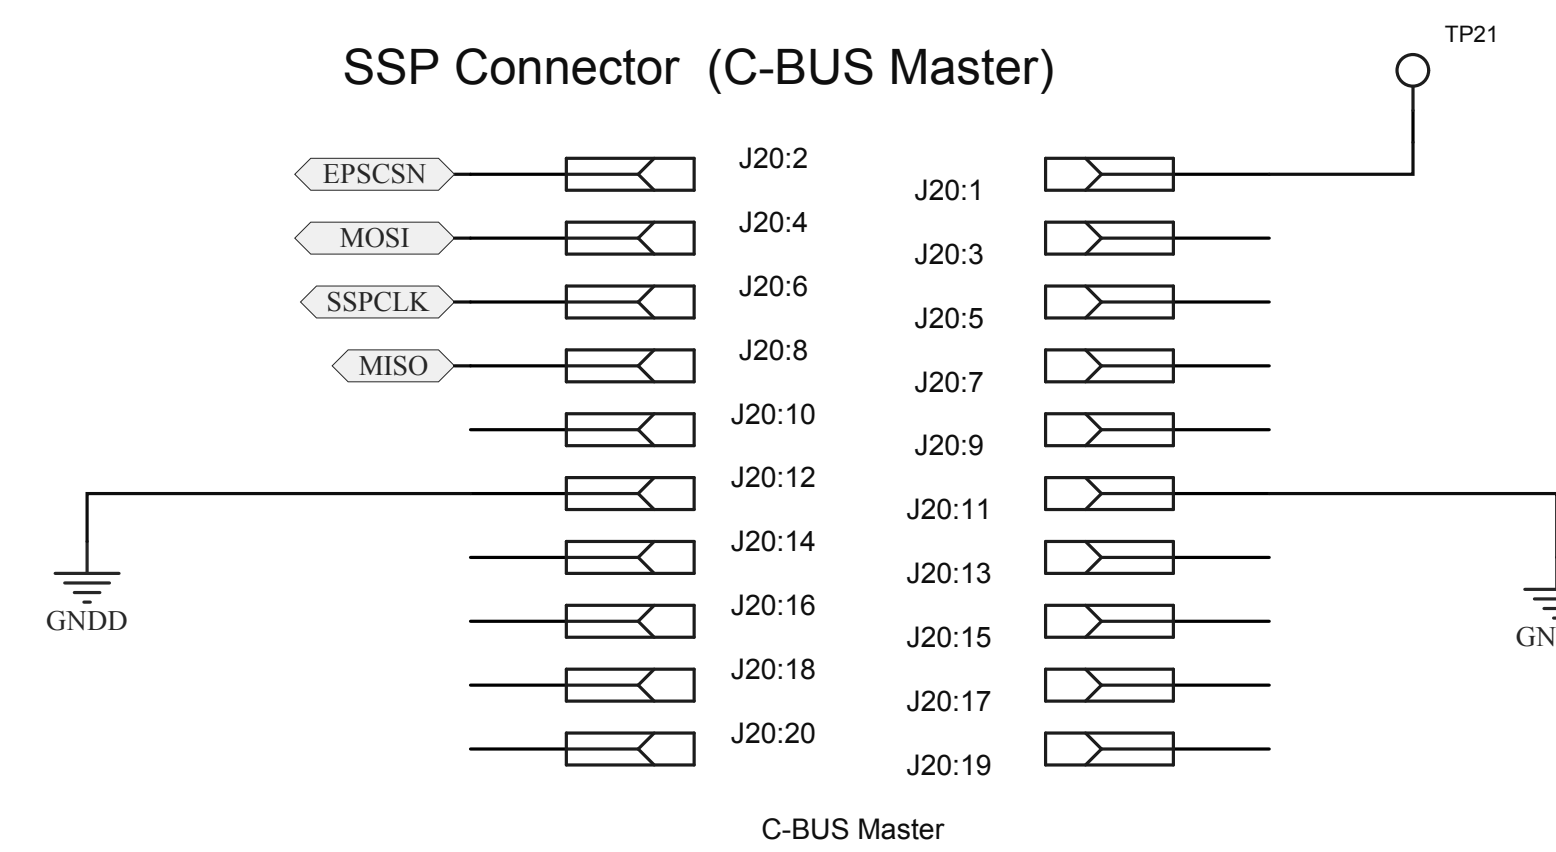 TP21
SSP Connector (C-BUS Master)
EPSCSN
J20:2
J20:1
MOSI
J20:4
J20:3
SSPCLK
J20:6
J20:5
MISO
J20:8
J20:7
J20:10
J20:9
J20:12
J20:11
J20:14
J20:13
GNDD
J20:16
J20:15
GN
J20:18
J20:17
J20:20
J20:19
C-BUS Master